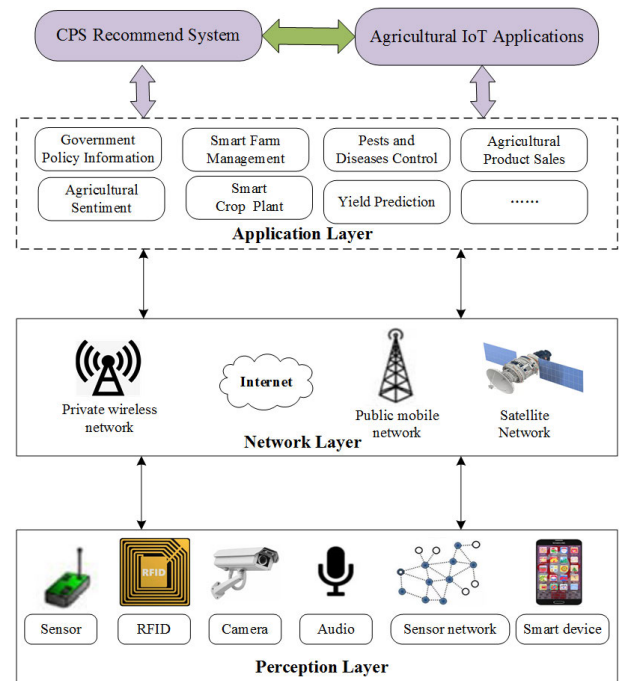 CPS Recommend System
Agricultural IoT Applications
Government
Policy Information
Smart Farm
Management
Pests and
Diseases Control
Agricultural
Product Sales
Agricultural
Sentiment
Smart
Crop Plant
Yield Prediction
……
Application Layer
Private wireless
network
Internet
Public mobile
network
Satellite
Network
Network Layer
RFID
Sensor
RFID
Camera
Audio
Sensor network
Smart device
Perception Layer